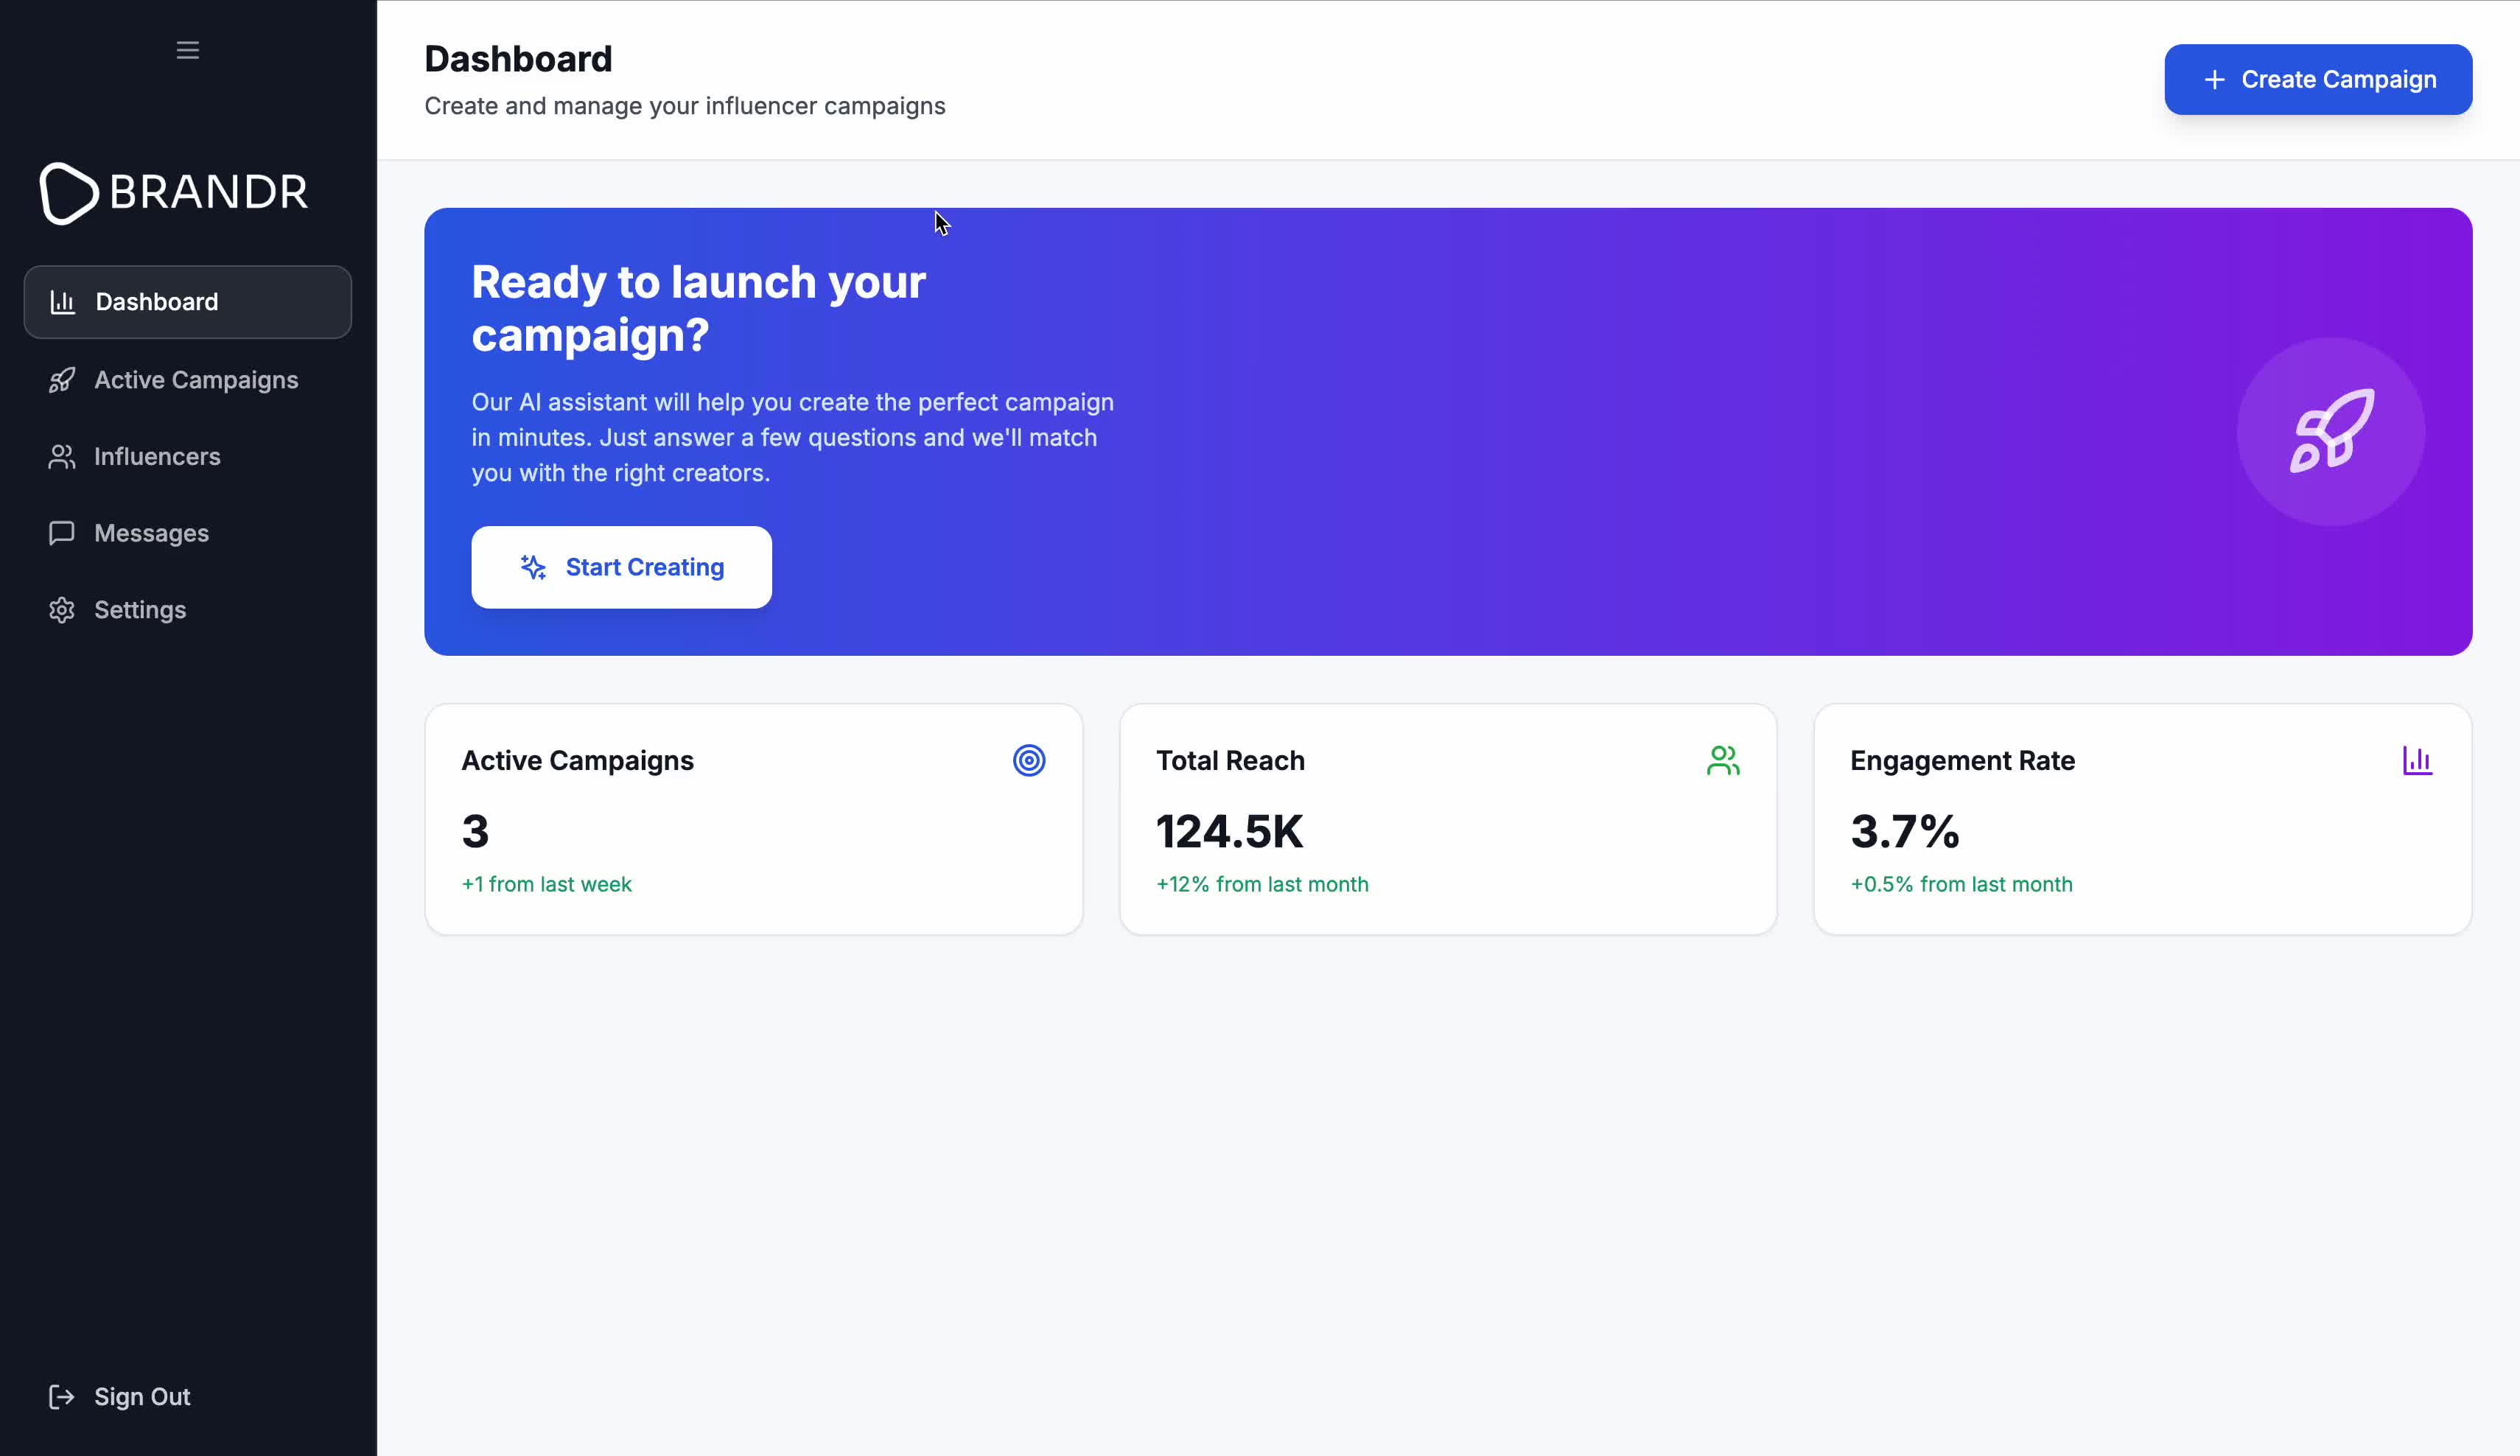 BRANDR
Dashboard
Active Campaigns
Influencers
Messages
Settings
Sign Out
Dashboard
Create and manage your influencer campaigns
Create Campaign
Ready to launch your
campaign?
Our AI assistant will help you create the perfect campaign
in minutes. Just answer a few questions and we'll match
you with the right creators.
Start Creating
Active Campaigns
3
+1 from last week
Total Reach
124.5K
+12% from last month
Engagement Rate
3.7%
+0.5% from last month